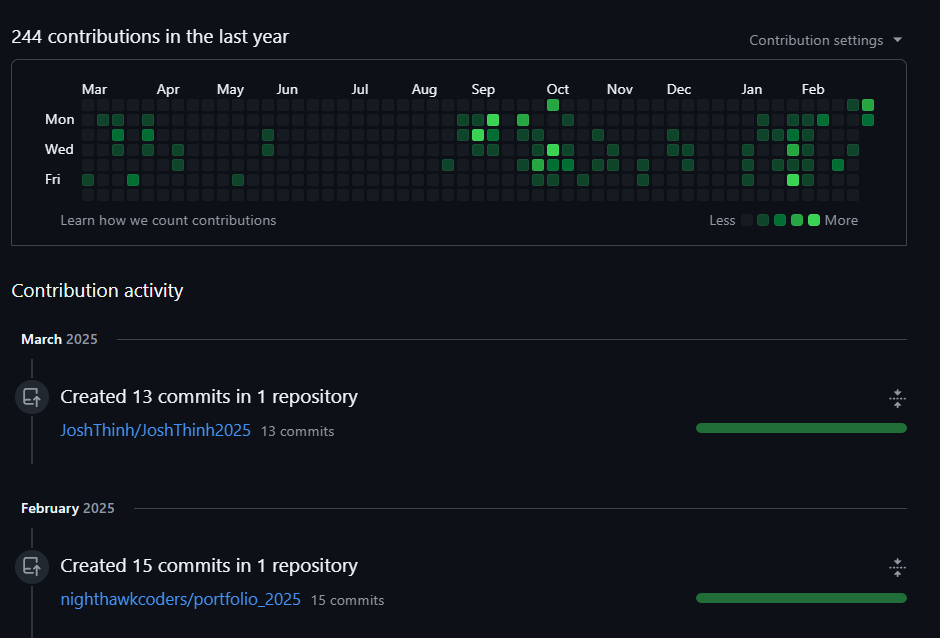 244 contributions in the last year
Contribution settings
Mar Apr May Jun Jul Aug Sep Oct Nov Dec Jan Feb
Mon
Wed
Fri
Learn how we count contributions
Less More
Contribution activity
March 2025
Created 13 commits in 1 repository
JoshThinh/JoshThinh2025 13 commits
February 2025
Created 15 commits in 1 repository
nighthawkcoders/portfolio_2025 15 commits